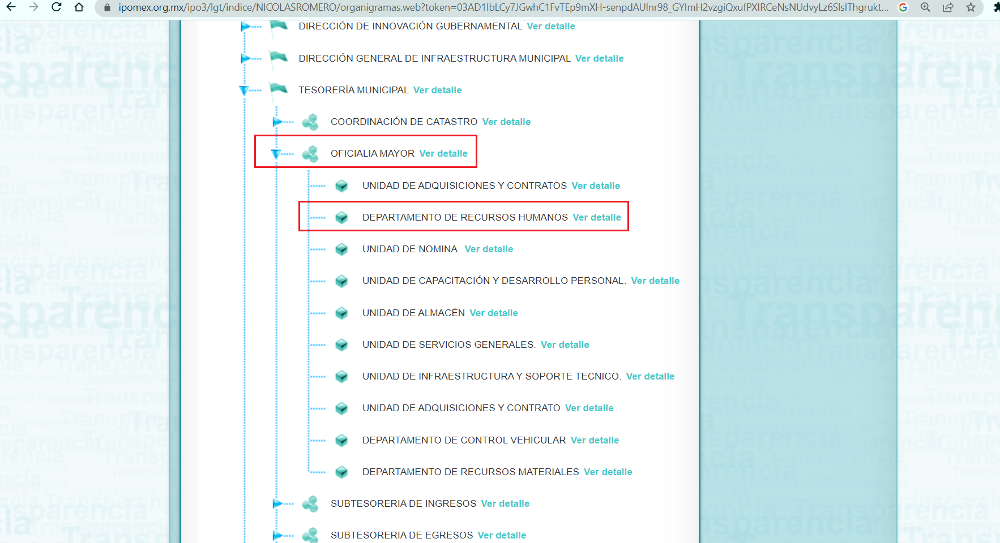 ipomex.org.mx/ipo3/lgt/indice/NICOLASROMERO/organigramas.web?token=03AD1IbLCy7JGwhC1FvTEp9mXH-senpdAUlnr98_GYImH2vzgiQxufPXIRCeNsNUdvyLz6SlsIThgrukt...
DIRECCIÓN DE INNOVACIÓN GUBERNAMENTAL Ver detalle
DIRECCIÓN GENERAL DE INFRAESTRUCTURA MUNICIPAL Ver detalle
TESORERÍA MUNICIPAL Ver detalle
COORDINACIÓN DE CATASTRO Ver detalle
OFICIALIA MAYOR Ver detalle
UNIDAD DE ADQUISICIONES Y CONTRATOS Ver detalle
DEPARTAMENTO DE RECURSOS HUMANOS Ver detalle
UNIDAD DE NOMINA. Ver detalle
UNIDAD DE CAPACITACIÓN Y DESARROLLO PERSONAL. Ver detalle
UNIDAD DE ALMACÉN Ver detalle
UNIDAD DE SERVICIOS GENERALES. Ver detalle
UNIDAD DE INFRAESTRUCTURA Y SOPORTE TECNICO. Ver detalle
UNIDAD DE ADQUISICIONES Y CONTRATO Ver detalle
DEPARTAMENTO DE CONTROL VEHICULAR Ver detalle
DEPARTAMENTO DE RECURSOS MATERIALES Ver detalle
SUBTESORERIA DE INGRESOS Ver detalle
SUBTESORERIA DE EGRESOS Ver detalle